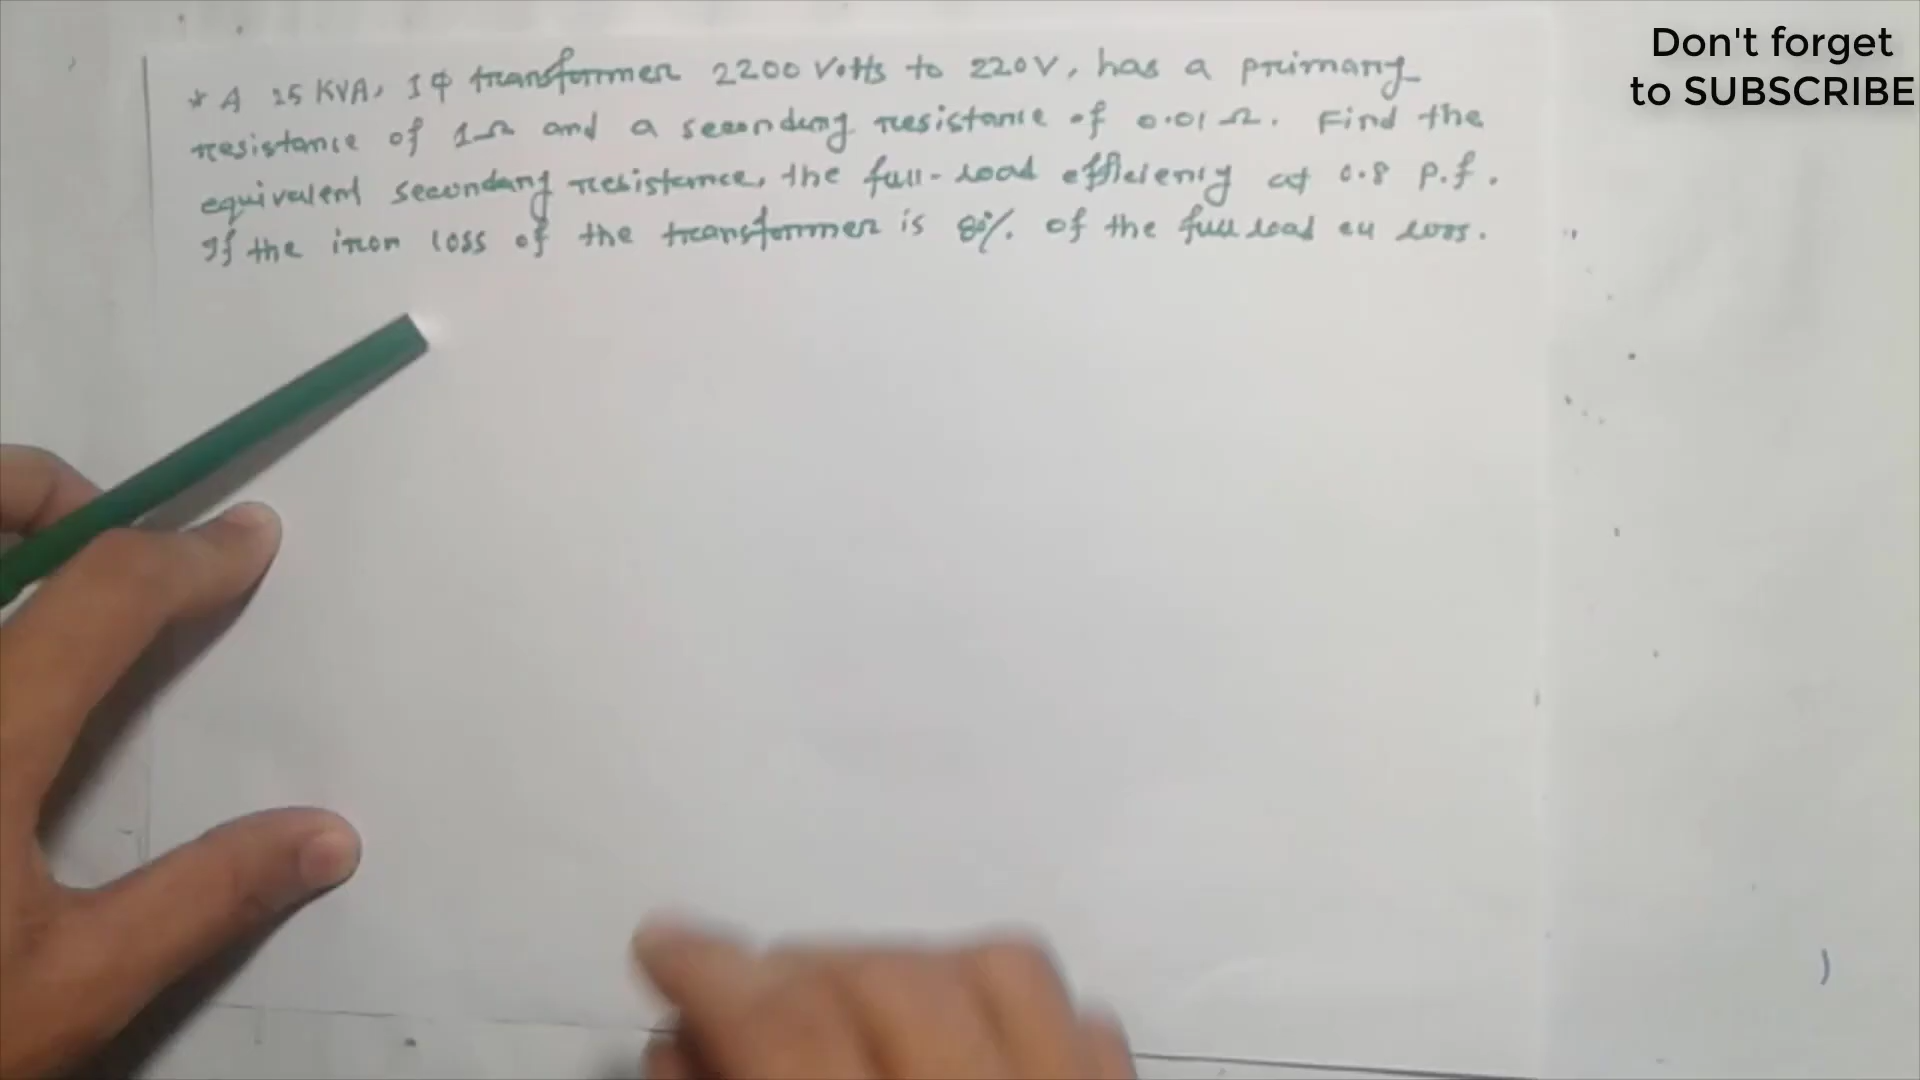 Don't forget
to SUBSCRIBE
* A 25 KVA, 1φ transformer 2200 Volts to 220V, has a primary
resistance of 1Ω and a secondary resistance of 0.01Ω. Find the
equivalent secondary resistance, the full-load efficiency at 0.8 P.f.
If the iron loss of the transformer is 80% of the full load cu loss.